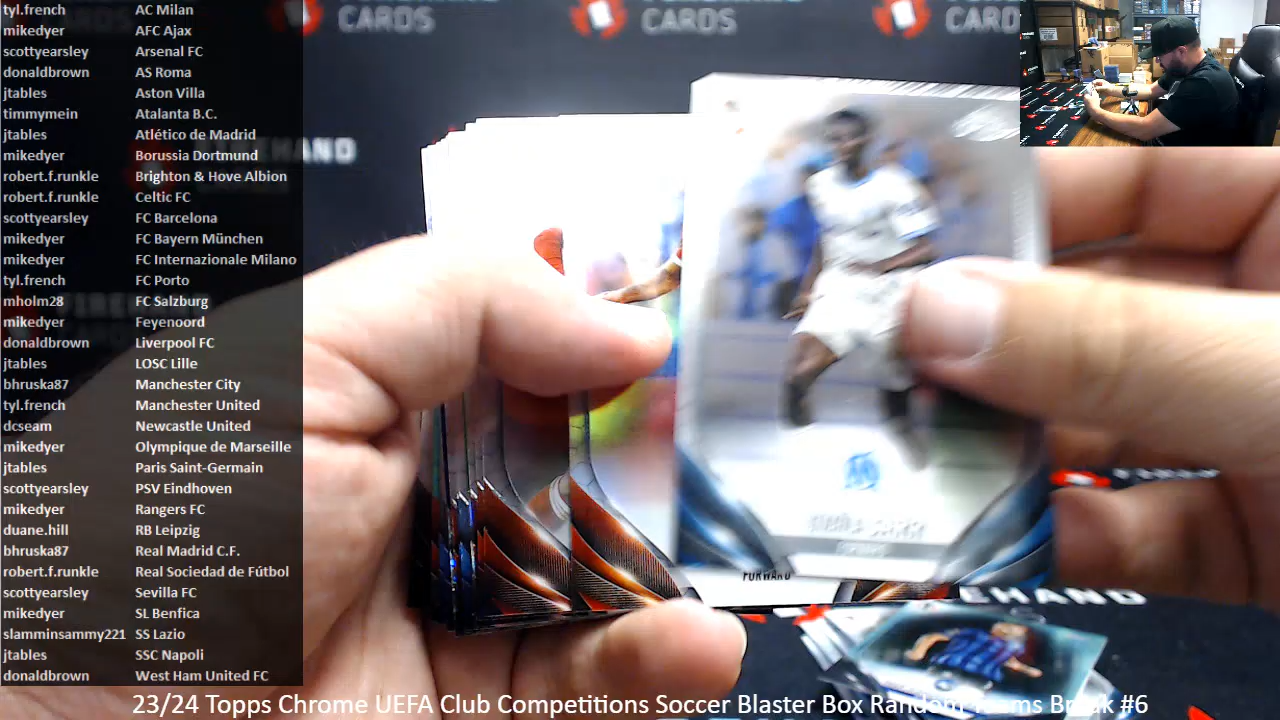 CARDS CARDS CARDS
tyl.french AC Milan
mikedyer AFC Ajax
scottyearsley Arsenal FC
donaldbrown AS Roma
jtables Aston Villa
timmymein Atalanta B.C.
jtables Atlético de Madrid
mikedyer Borussia Dortmund
robert.f.runkle Brighton & Hove Albion
robert.f.runkle Celtic FC
scottyearsley FC Barcelona
mikedyer FC Bayern München
mikedyer FC Internazionale Milano
tyl.french FC Porto
mholm28 FC Salzburg
mikedyer Feyenoord
donaldbrown Liverpool FC
jtables LOSC Lille
bhruska87 Manchester City
tyl.french Manchester United
dcseam Newcastle United
mikedyer Olympique de Marseille
jtables Paris Saint-Germain
scottyearsley PSV Eindhoven
mikedyer Rangers FC
duane.hill RB Leipzig
bhruska87 Real Madrid C.F.
robert.f.runkle Real Sociedad de Fútbol
scottyearsley Sevilla FC
mikedyer SL Benfica
slamminsammy221 SS Lazio
jtables SSC Napoli
donaldbrown West Ham United FC
FORWARD
23/24 Topps Chrome UEFA Club Competitions Soccer Blaster Box Random Teams Break #6